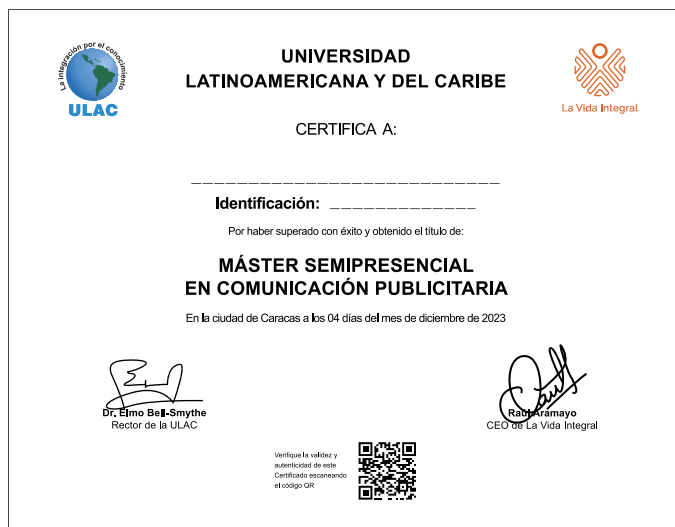 La integración por el conocimiento
ULAC
UNIVERSIDAD
LATINOAMERICANA Y DEL CARIBE
La Vida Integral
CERTIFICA A:
____________________________
Identificación: _____________
Por haber superado con éxito y obtenido el título de:
MÁSTER SEMIPRESENCIAL
EN COMUNICACIÓN PUBLICITARIA
En la ciudad de Caracas a los 04 días del mes de diciembre de 2023
Dr. Elmo Bell-Smythe
Rector de la ULAC
Raúl Aramayo
CEO de La Vida Integral
Verifique la validez y
autenticidad de este
Certificado escaneando
el código QR